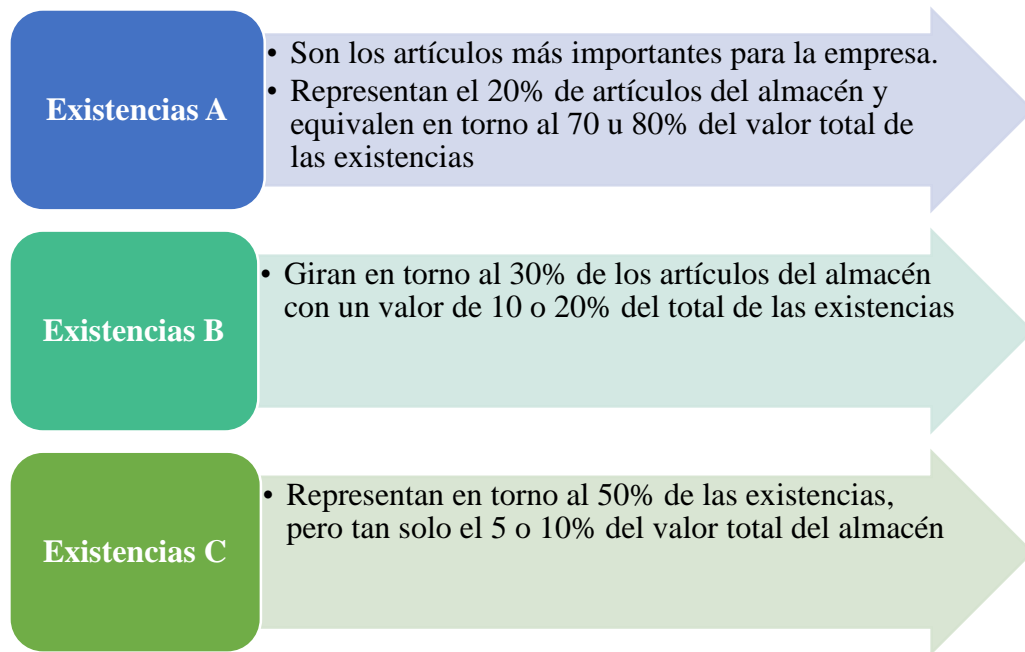 Existencias A
• Son los artículos más importantes para la empresa.
• Representan el 20% de artículos del almacén y
equivalen en torno al 70 u 80% del valor total de
las existencias
Existencias B
• Giran en torno al 30% de los artículos del almacén
con un valor de 10 o 20% del total de las existencias
Existencias C
• Representan en torno al 50% de las existencias,
pero tan solo el 5 o 10% del valor total del almacén